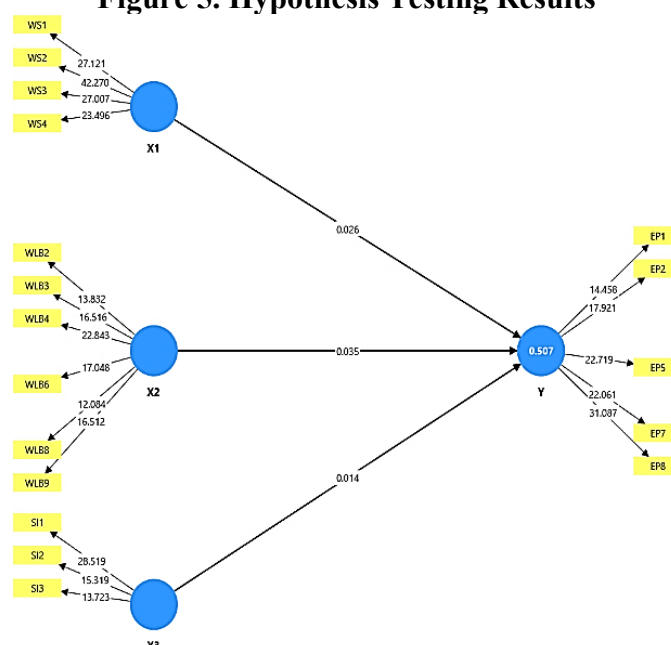 Figure 3. Hypothesis Testing Results
WS1
27.121
WS2
42.270
WS3
27.007
WS4
23.496
X1
0.026
WLB2
13.832
WLB3
16.516
WLB4
22.843
WLB6
17.048
WLB8
12.084
WLB9
16.512
X2
0.035
SI1
28.519
SI2
15.319
SI3
13.723
X3
0.014
0.507
Y
EP1
14.456
EP2
17.921
EP5
22.719
EP7
22.061
EP8
31.087